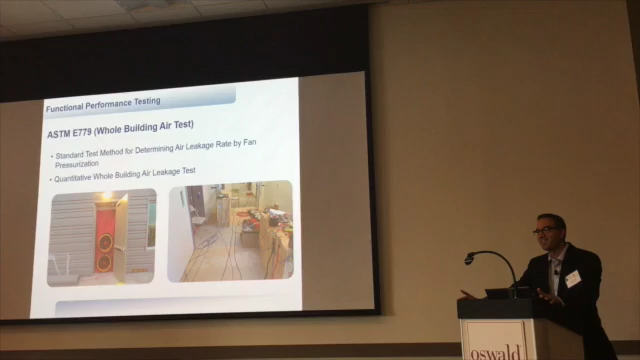 Functional Performance Testing
ASTM E779 (Whole Building Air Test)
• Standard Test Method for Determining Air Leakage Rate by Fan
Pressurization
• Quantitative Whole Building Air Leakage Test
oswald